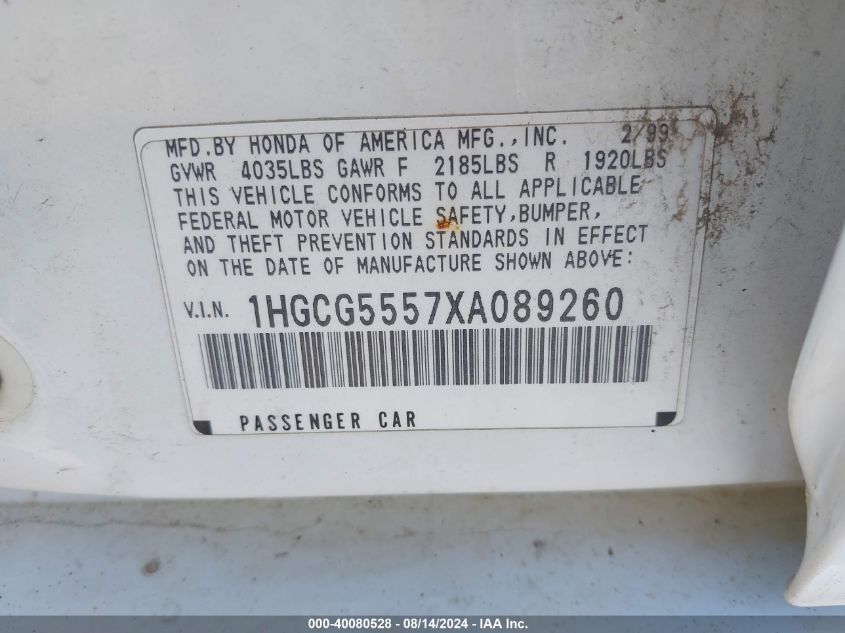 MFD.BY HONDA OF AMERICA MFG.,INC. 2/99
GVWR 4035LBS GAWR F 2185LBS R 1920LBS
THIS VEHICLE CONFORMS TO ALL APPLICABLE
FEDERAL MOTOR VEHICLE SAFETY,BUMPER,
AND THEFT PREVENTION STANDARDS IN EFFECT
ON THE DATE OF MANUFACTURE SHOWN ABOVE:
V.I.N. 1HGCG5557XA089260
PASSENGER CAR
000-40080528 - 08/14/2024 - IAA Inc.